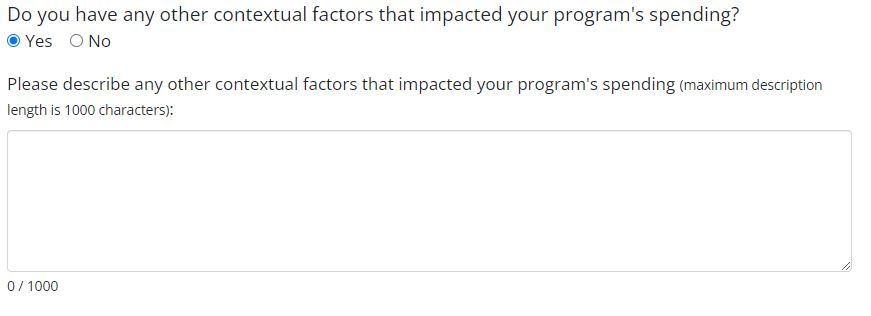 Do you have any other contextual factors that impacted your program's spending?
Yes No
Please describe any other contextual factors that impacted your program's spending (maximum description
length is 1000 characters):
0 / 1000